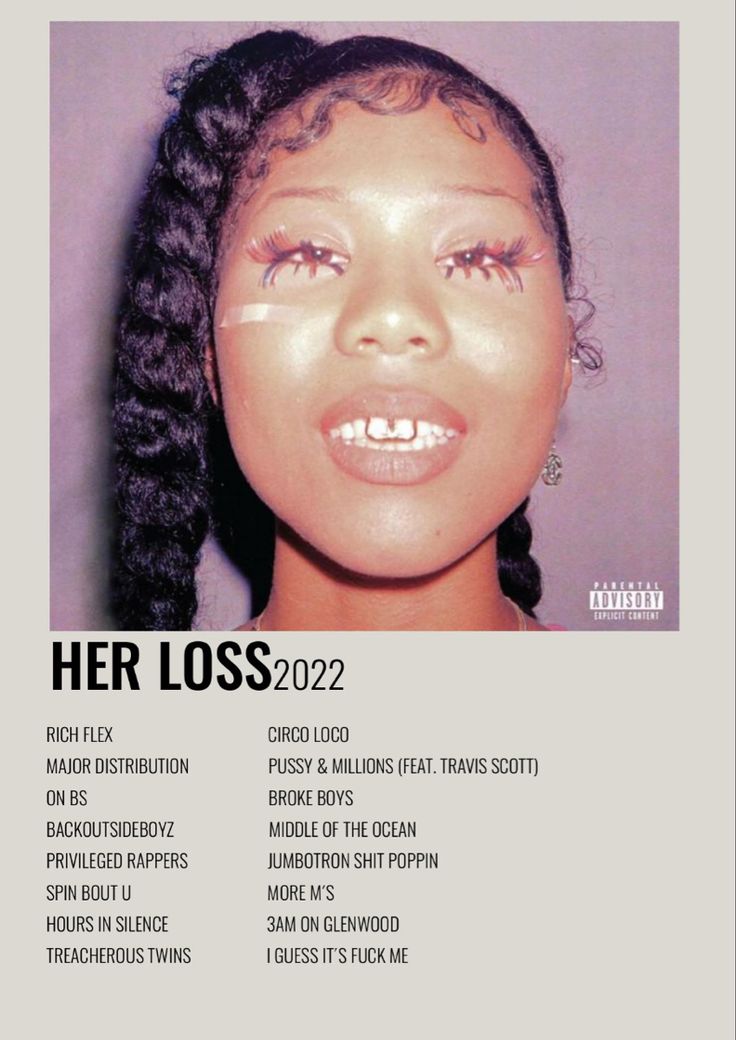 PARENTAL
ADVISORY
EXPLICIT CONTENT
HER LOSS 2022
RICH FLEX
MAJOR DISTRIBUTION
ON BS
BACKOUTSIDEBOYZ
PRIVILEGED RAPPERS
SPIN BOUT U
HOURS IN SILENCE
TREACHEROUS TWINS
CIRCO LOCO
PUSSY & MILLIONS (FEAT. TRAVIS SCOTT)
BROKE BOYS
MIDDLE OF THE OCEAN
JUMBOTRON SHIT POPPIN
MORE M´S
3AM ON GLENWOOD
I GUESS IT´S FUCK ME